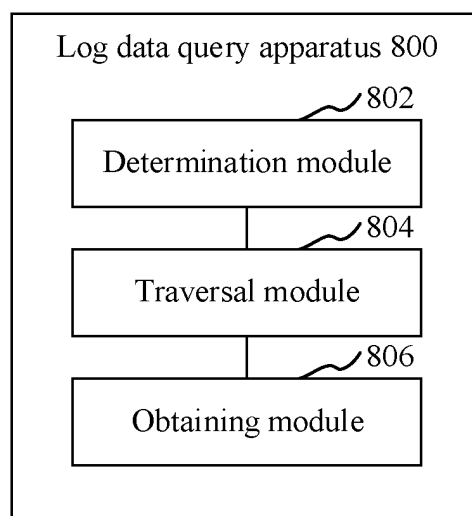 Log data query apparatus 800
802
Determination module
804
Traversal module
806
Obtaining module